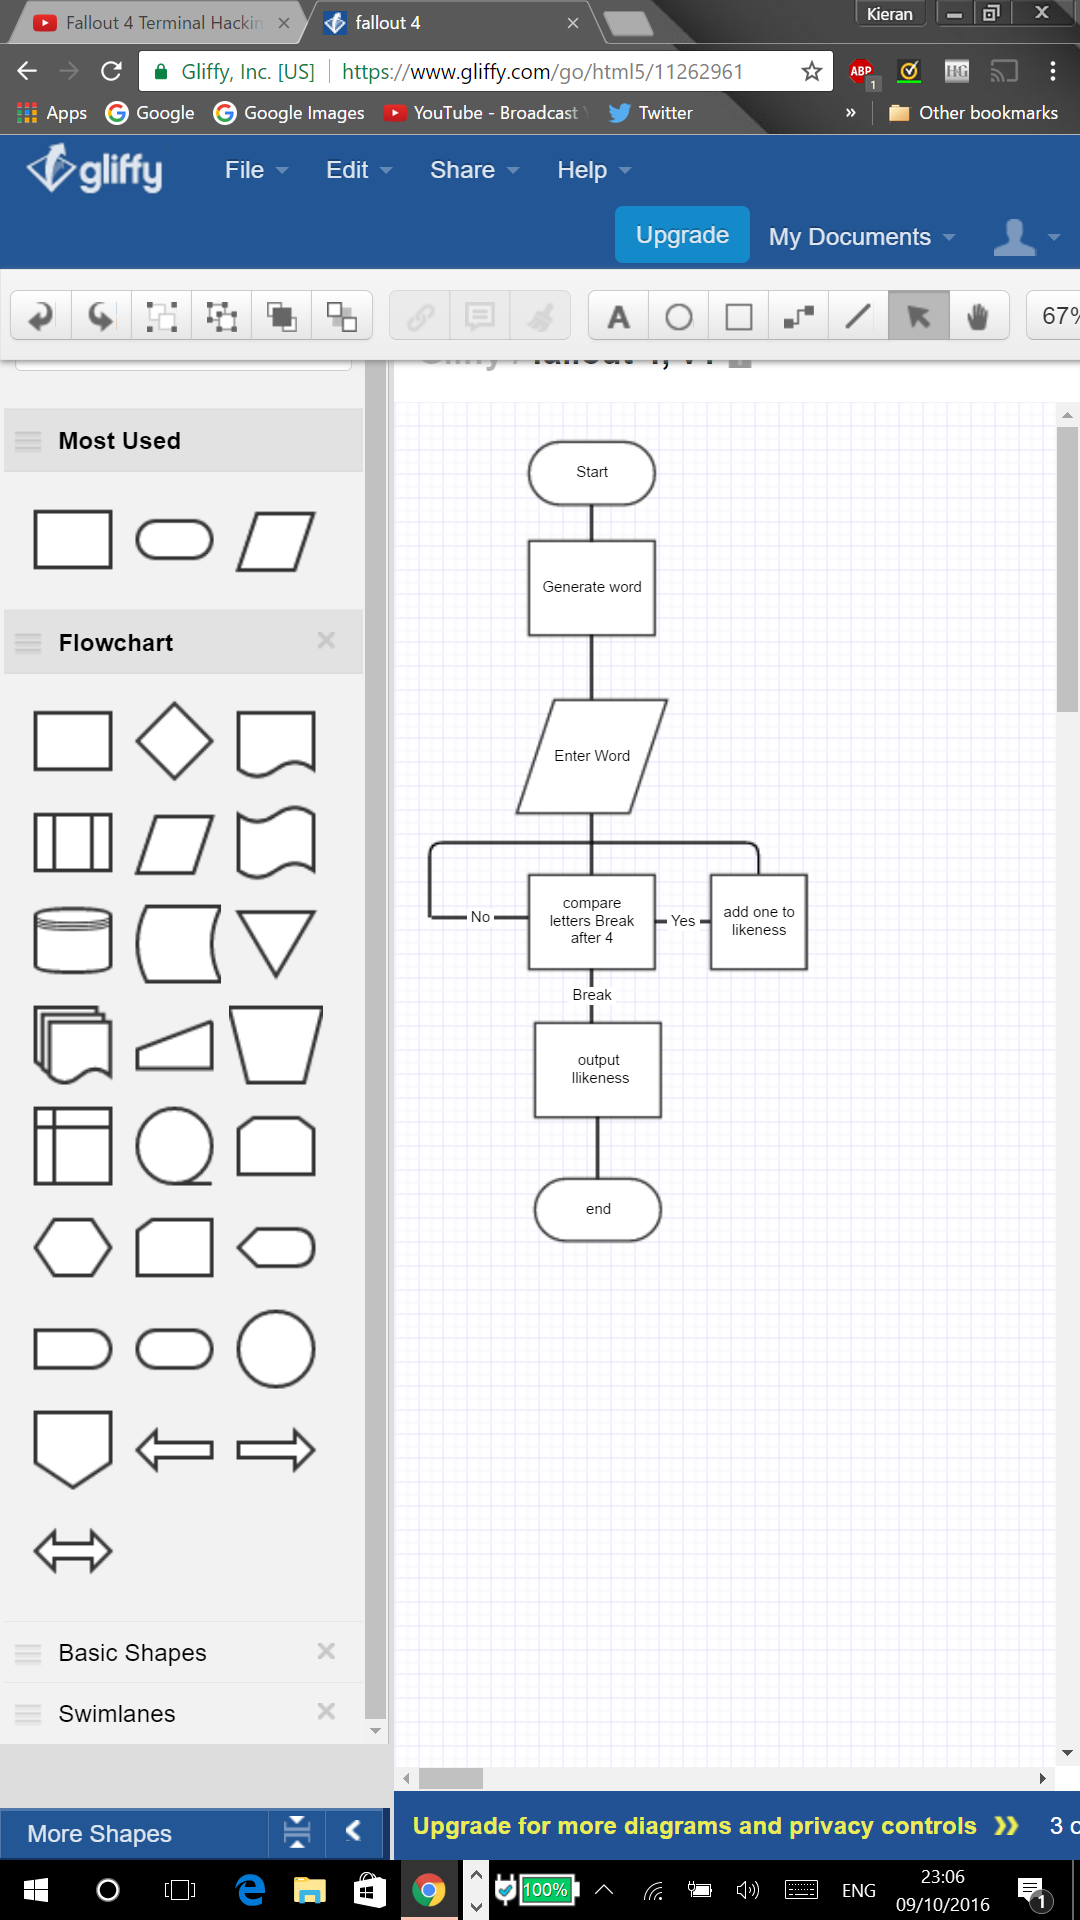 Fallout 4 Terminal Hackin
fallout 4
Kieran
Gliffy, Inc. [US]
https://www.gliffy.com/go/html5/11262961
ABP
1
HG
Apps
Google
Google Images
YouTube - Broadcast
Twitter
»
Other bookmarks
gliffy
File
Edit
Share
Help
Upgrade
My Documents
A
67%
Most Used
Flowchart
Basic Shapes
Swimlanes
More Shapes
Start
Generate word
Enter Word
No
compare
letters Break
after 4
Yes
add one to
likeness
Break
output
llikeness
end
Upgrade for more diagrams and privacy controls
3 o
100%
ENG
23:06
09/10/2016
1